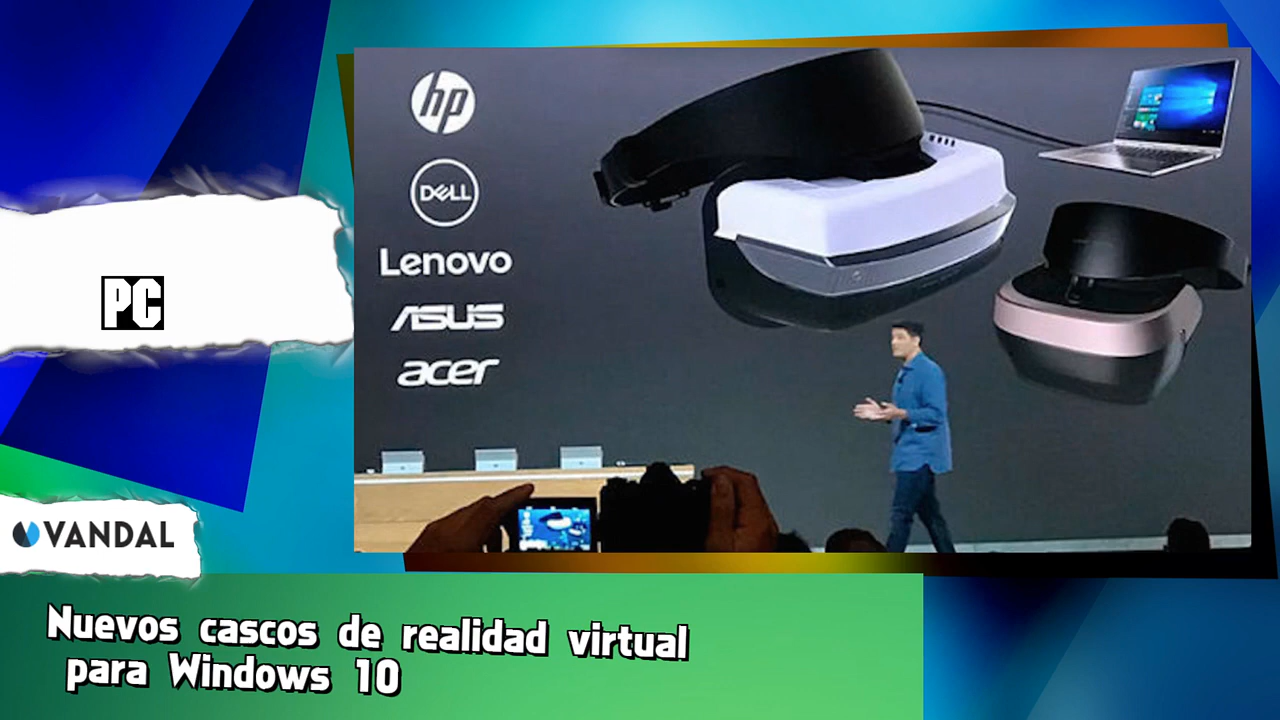 hp
DELL
Lenovo
ASUS
acer
PC
VANDAL
Nuevos cascos de realidad virtual
para Windows 10